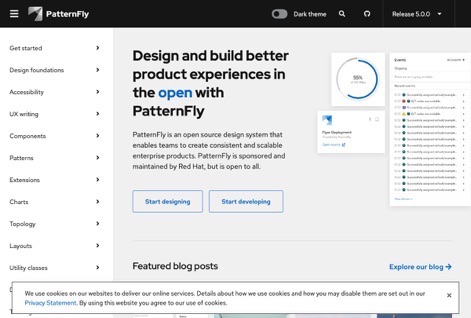 PatternFly
Dark theme
Release 5.0.0
Get started
Design foundations
Accessibility
UX writing
Components
Patterns
Extensions
Charts
Topology
Layouts
Utility classes
Design and build better
product experiences in
the open with
PatternFly
PatternFly is an open source design system that
enables teams to create consistent and scalable
enterprise products. PatternFly is sponsored and
maintained by Red Hat, but is open to all.
Start designing
Start developing
55%
Events
Featured blog posts
Explore our blog
We use cookies on our websites to deliver our online services. Details about how we use cookies and how you may disable them are set out in our
Privacy Statement. By using this website you agree to our use of cookies.